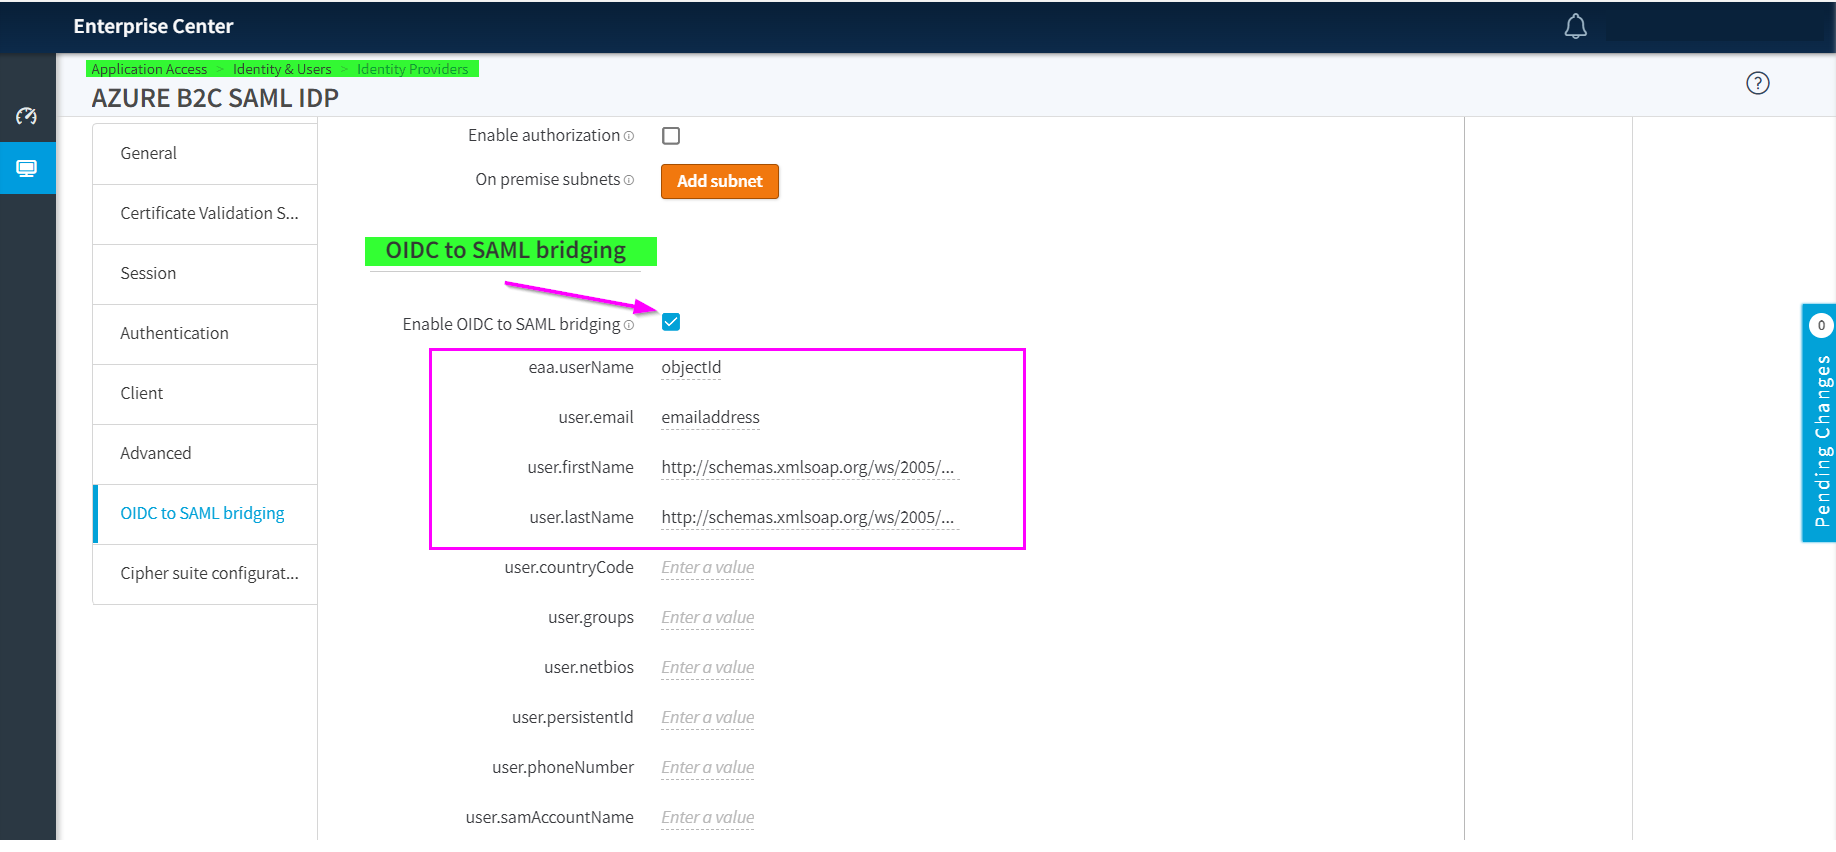 Enterprise Center
Application Access > Identity & Users > Identity Providers
AZURE B2C SAML IDP
General
Certificate Validation S...
Session
Authentication
Client
Advanced
OIDC to SAML bridging
Cipher suite configurat...
Enable authorization
On premise subnets Add subnet
OIDC to SAML bridging
Enable OIDC to SAML bridging
eaa.userName objectId
user.email emailaddress
user.firstName http://schemas.xmlsoap.org/ws/2005/...
user.lastName http://schemas.xmlsoap.org/ws/2005/...
user.countryCode Enter a value
user.groups Enter a value
user.netbios Enter a value
user.persistentId Enter a value
user.phoneNumber Enter a value
user.samAccountName Enter a value
0
Pending Changes